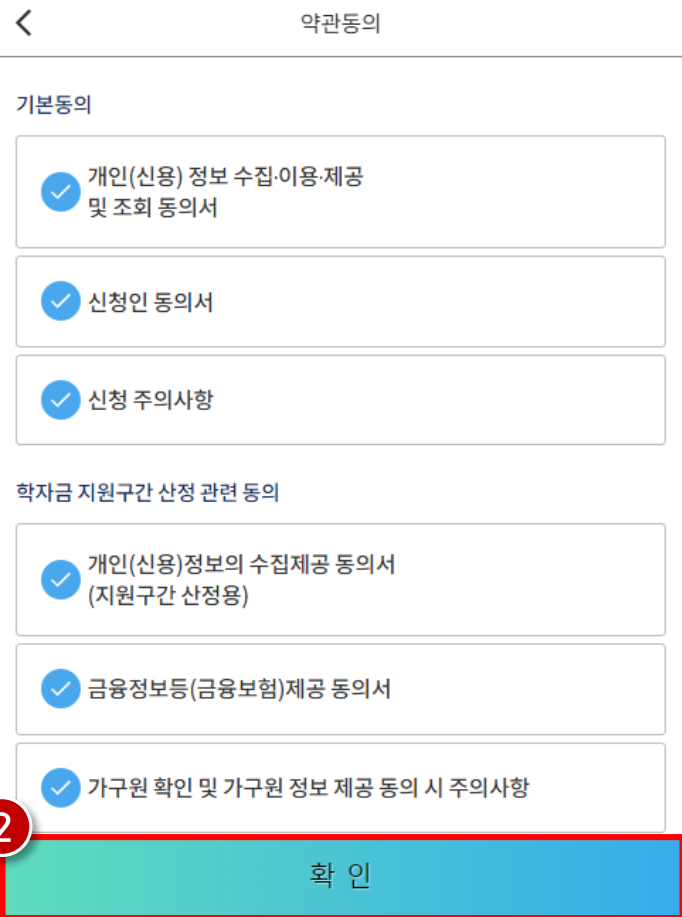 약관동의
기본동의
개인(신용) 정보 수집·이용·제공
및 조회 동의서
신청인 동의서
신청 주의사항
학자금 지원구간 산정 관련 동의
개인(신용)정보의 수집제공 동의서
(지원구간 산정용)
금융정보등(금융보험)제공 동의서
가구원 확인 및 가구원 정보 제공 동의 시 주의사항
2
확 인